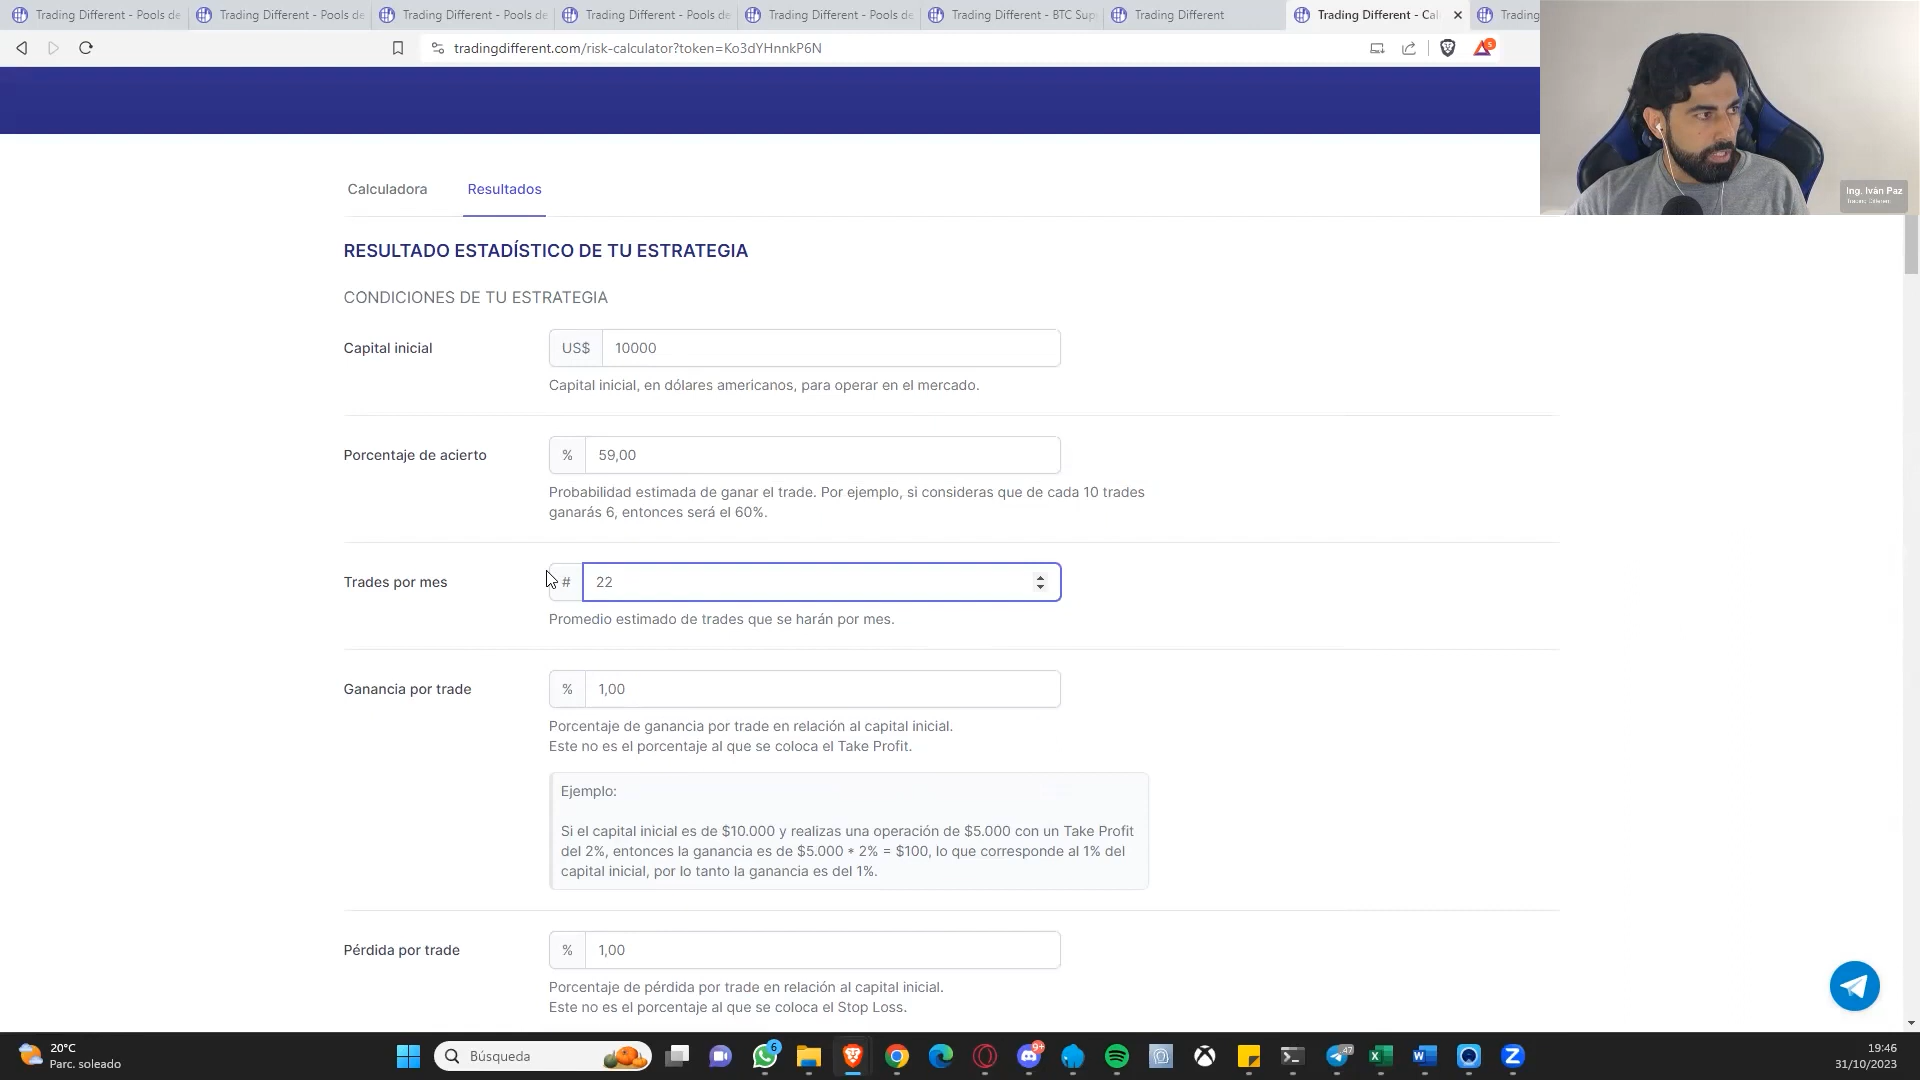 Trading Different - Pools de
Trading Different - Pools de
Trading Different - Pools de
Trading Different - Pools de
Trading Different - Pools de
Trading Different - BTC Sup
Trading Different
Trading Different - Cal
Trading
tradingdifferent.com/risk-calculator?token=Ko3dYHnnkP6N
5
Ing. Iván Paz
Trading Different
Calculadora
Resultados
RESULTADO ESTADÍSTICO DE TU ESTRATEGIA
CONDICIONES DE TU ESTRATEGIA
Capital inicial
US$ 10000
Capital inicial, en dólares americanos, para operar en el mercado.
Porcentaje de acierto
% 59,00
Probabilidad estimada de ganar el trade. Por ejemplo, si consideras que de cada 10 trades
ganarás 6, entonces será el 60%.
Trades por mes
# 22
Promedio estimado de trades que se harán por mes.
Ganancia por trade
% 1,00
Porcentaje de ganancia por trade en relación al capital inicial.
Este no es el porcentaje al que se coloca el Take Profit.
Ejemplo:
Si el capital inicial es de $10.000 y realizas una operación de $5.000 con un Take Profit
del 2%, entonces la ganancia es de $5.000 * 2% = $100, lo que corresponde al 1% del
capital inicial, por lo tanto la ganancia es del 1%.
Pérdida por trade
% 1,00
Porcentaje de pérdida por trade en relación al capital inicial.
Este no es el porcentaje al que se coloca el Stop Loss.
20°C
Parc. soleado
Búsqueda
6
9+
47
19:46
31/10/2023